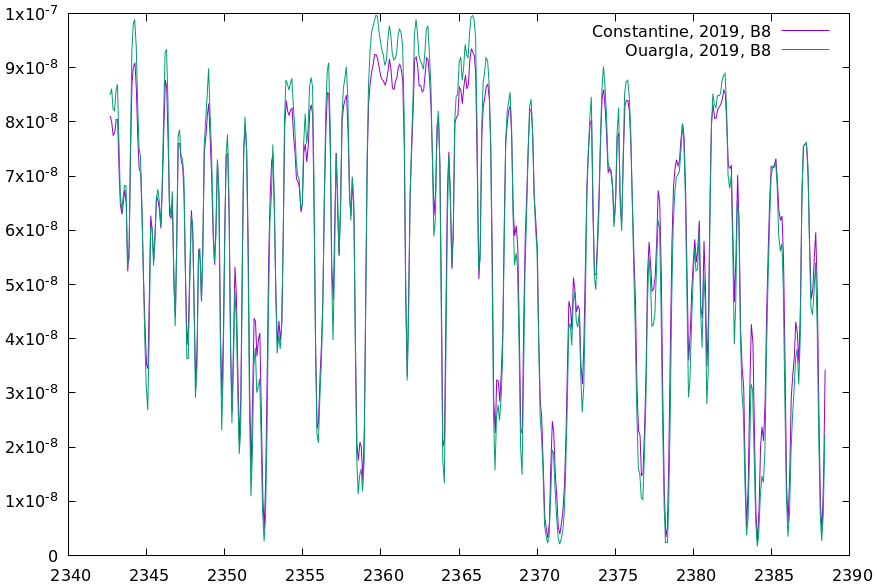 1x10-7
9x10-8
8x10-8
7x10-8
6x10-8
5x10-8
4x10-8
3x10-8
2x10-8
1x10-8
0
Constantine, 2019, B8
Ouargla, 2019, B8
2340 2345 2350 2355 2360 2365 2370 2375 2380 2385 2390